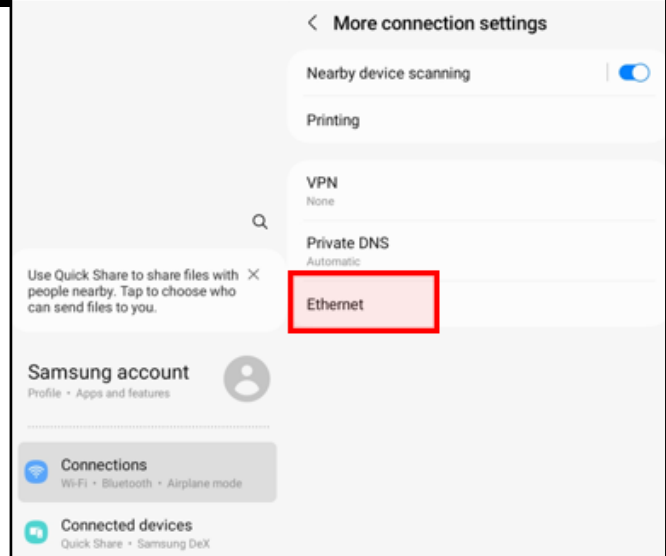 More connection settings
Nearby device scanning
Printing
VPN
None
Private DNS
Automatic
Ethernet
Use Quick Share to share files with
people nearby. Tap to choose who
can send files to you.
Samsung account
Profile • Apps and features
Connections
Wi-Fi • Bluetooth • Airplane mode
Connected devices
Quick Share • Samsung DeX